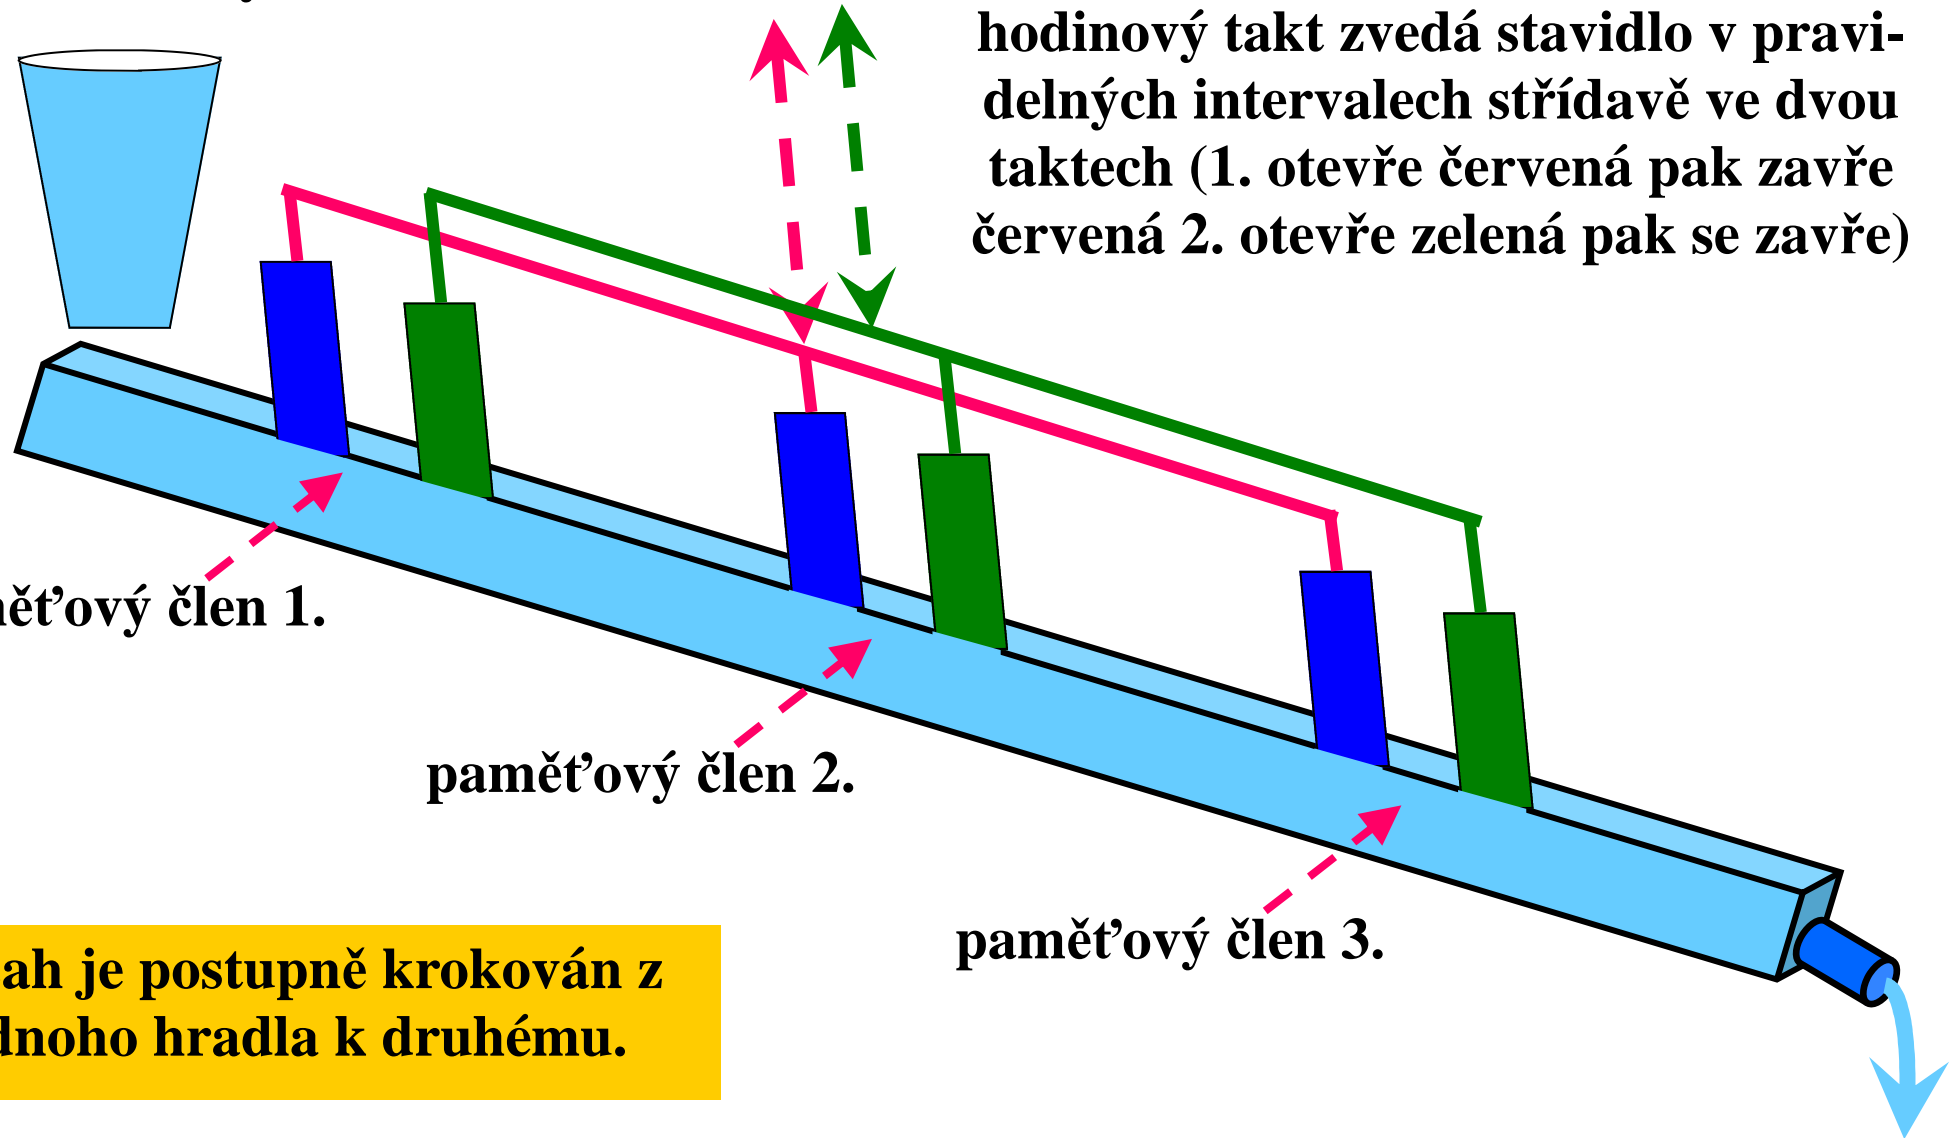 hodinový takt zvedá stavidlo v pravi-
delných intervalech střídavě ve dvou
taktech (1. otevře červená pak zavře
červená 2. otevře zelená pak se zavře)
ěťový člen 1.
paměťový člen 2.
paměťový člen 3.
ah je postupně krokován z
dnoho hradla k druhému.